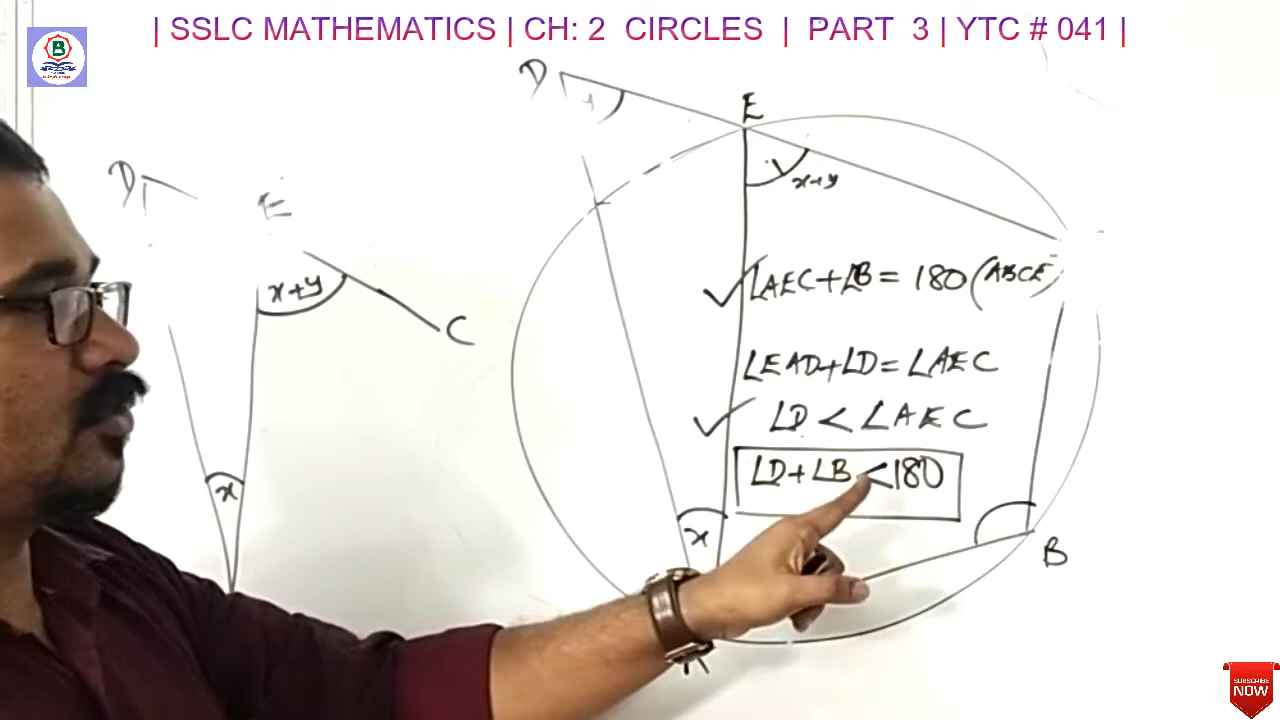 | SSLC MATHEMATICS | CH: 2 CIRCLES | PART 3 | YTC # 041 |
B
D
E
x+y
C
x
D
E
x+y
∠AEC+∠B = 180 (ABCE)
∠EAD+∠D = ∠AEC
∠D < ∠AEC
∠D+∠B <180
x
B
A
SUBSCRIBE
NOW